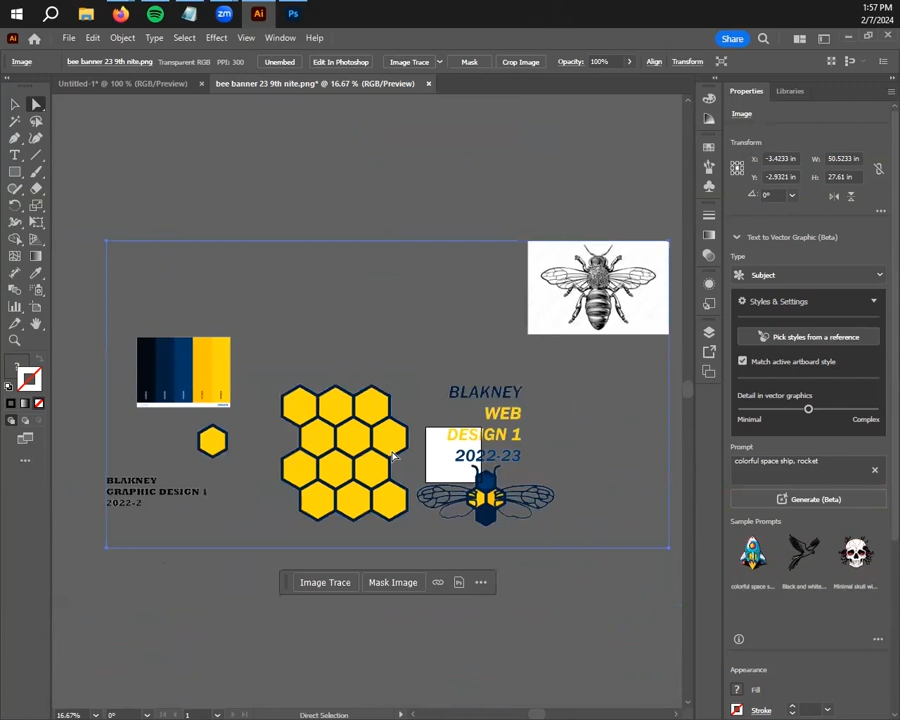 1:57 PM
2/7/2024
Ai
Ps
zm
Ai
File Edit Object Type Select Effect View Window Help
Share
Image
bee banner 23 9th nite.png
Transparent RGB
PPI: 300
Unembed
Edit In Photoshop
Image Trace
Mask
Crop Image
Opacity: 100%
Align
Transform
Untitled-1* @ 100 % (RGB/Preview)
bee banner 23 9th nite.png* @ 16.67 % (RGB/Preview)
Properties
Libraries
Image
Transform
X: -3.4233 in
W: 50.5233 in
Y: -2.9321 in
H: 27.61 in
0°
Text to Vector Graphic (Beta)
Type
Subject
Styles & Settings
Pick styles from a reference
Match active artboard style
Detail in vector graphics
Minimal
Complex
Prompt
colorful space ship, rocket
Generate (Beta)
Sample Prompts
colorful space s...
Black and white...
Minimal skull wi
Appearance
Fill
Stroke
BLAKNEY
WEB
DESIGN 1
2022-23
BLAKNEY
GRAPHIC DESIGN 1
2022-2
Image Trace
Mask Image
16.67%
0°
1
Direct Selection